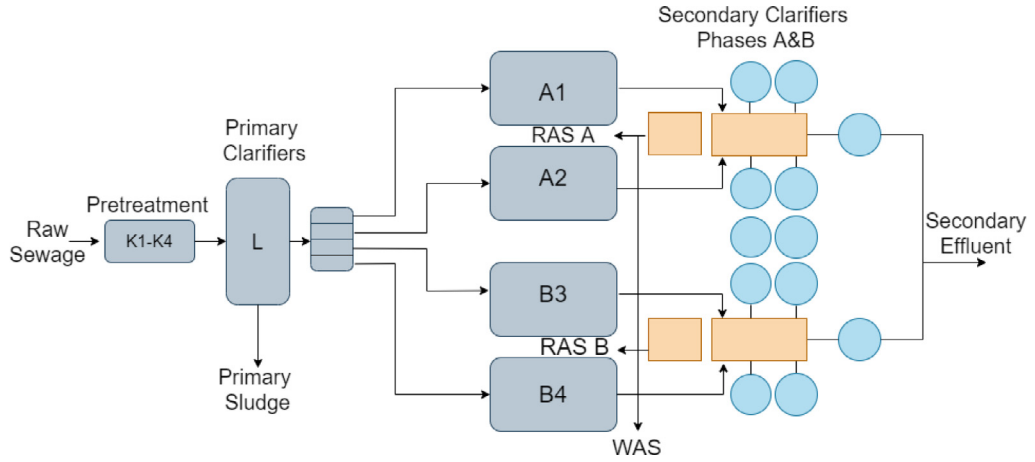 Secondary Clarifiers
Phases A&B
A1
RAS A
A2
Primary
Clarifiers
Pretreatment
Raw
Sewage
K1-K4
L
Secondary
Effluent
B3
RAS B
B4
Primary
Sludge
WAS